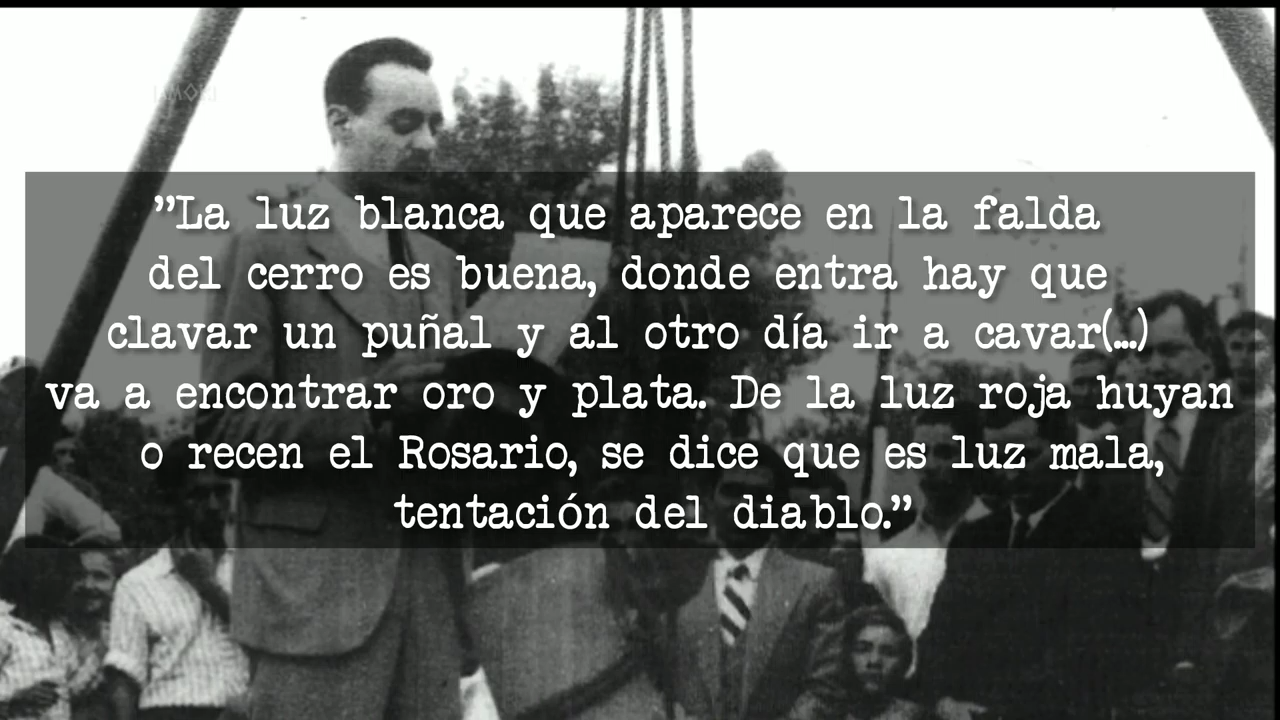 ”La luz blanca que aparece en la falda
del cerro es buena, donde entra hay que
clavar un puñal y al otro día ir a cavar(...)
va a encontrar oro y plata. De la luz roja huyan
o recen el Rosario, se dice que es luz mala,
tentación del diablo.”